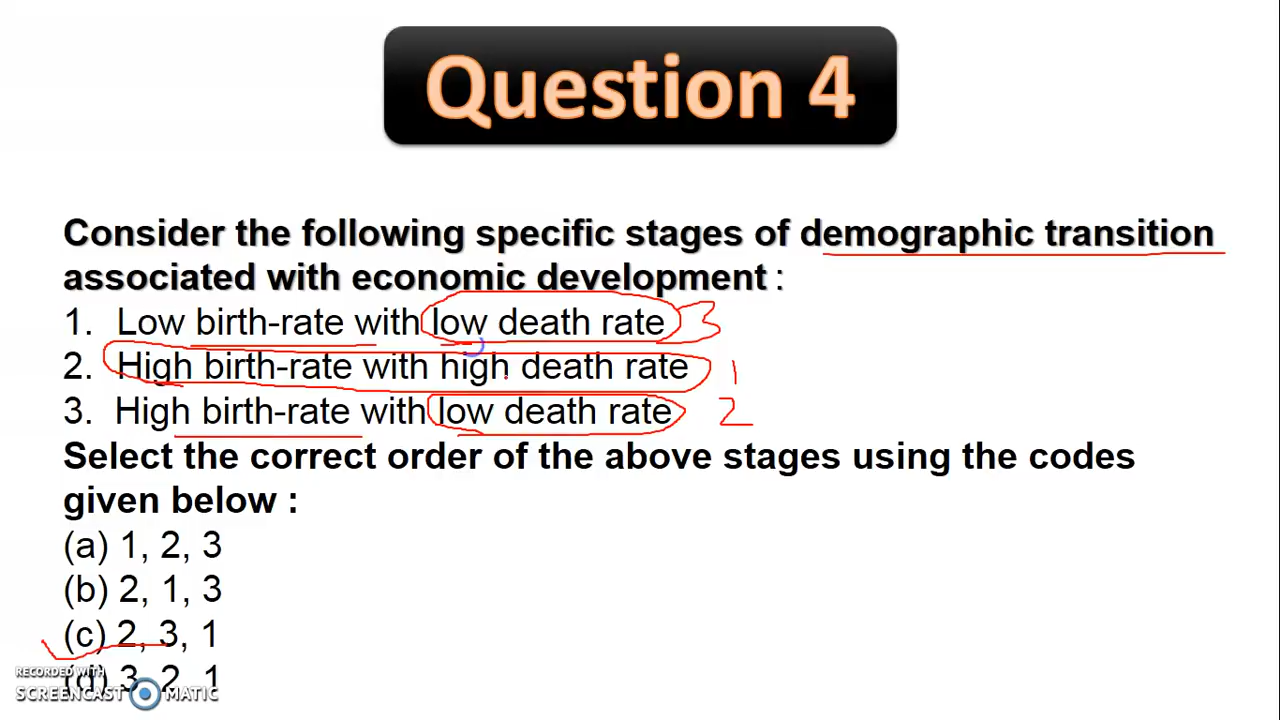 Question 4
Consider the following specific stages of demographic transition
associated with economic development :
1. Low birth-rate with low death rate 3
2. High birth-rate with high death rate 1
3. High birth-rate with low death rate 2
Select the correct order of the above stages using the codes
given below :
(a) 1, 2, 3
(b) 2, 1, 3
(c) 2, 3, 1
(d) 3, 2, 1
RECORDED WITH
SCREENCAST MATIC